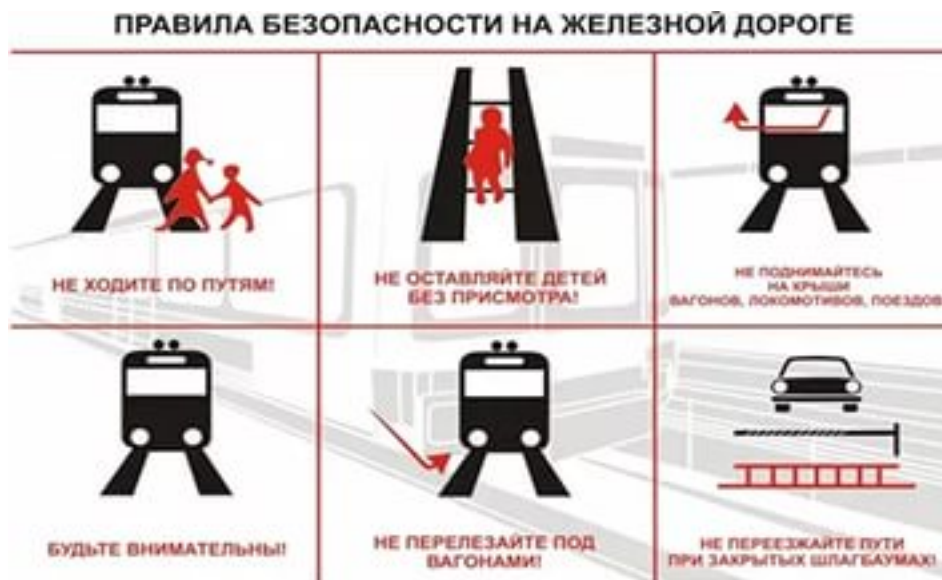 ПРАВИЛА БЕЗОПАСНОСТИ НА ЖЕЛЕЗНОЙ ДОРОГЕ
НЕ ХОДИТЕ ПО ПУТЯМ!
НЕ ОСТАВЛЯЙТЕ ДЕТЕЙ
БЕЗ ПРИСМОТРА!
НЕ ПОДНИМАЙТЕСЬ
НА КРЫШИ
ВАГОНОВ, ЛОКОМОТИВОВ, ПОЕЗДОВ
БУДЬТЕ ВНИМАТЕЛЬНЫ!
НЕ ПЕРЕЛЕЗАЙТЕ ПОД
ВАГОНАМИ!
НЕ ПЕРЕЕЗЖАЙТЕ ПУТИ
ПРИ ЗАКРЫТЫХ ШЛАГБАУМАХ!